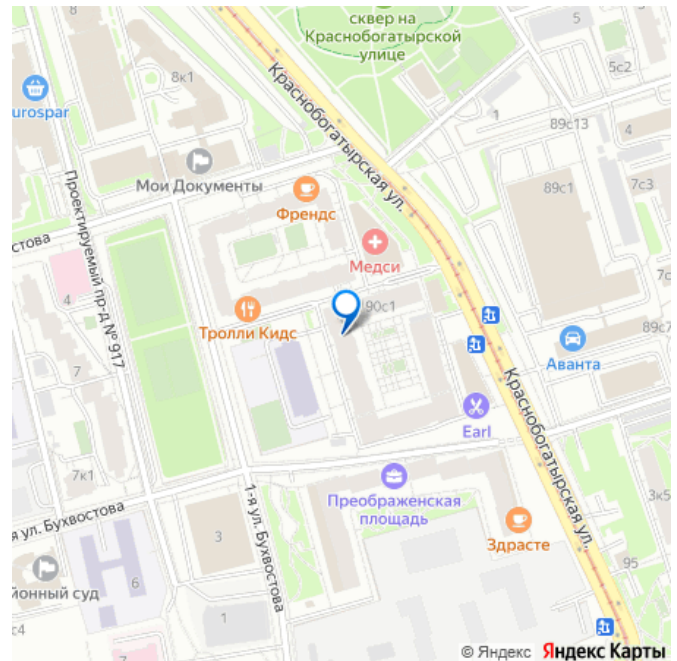 8
сквер на
Краснобогатырской
улице
5
5с2
urospar
8к1
Краснобогатырская ул.
1
89с13
4
Мои Документы
Френдс
89с1
7с3
стова
Проектируемый пр-д № 917
Медси
7с
4
90с1
Тролли Кидс
89с7
Аванта
7
Краснобогатырская ул.
Earl
7к1
Преображенская
площадь
3к5
я ул. Бухвостова
1-я ул. Бухвостова
3
Здрасте
95
йонный суд
6
с4
1
7
© Яндекс Яндекс Карты